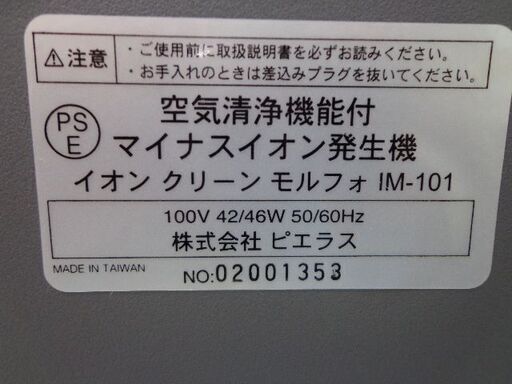 ⚠注意
・ご使用前に取扱説明書を必ずお読みください。
・お手入れのときは差込みプラグを抜いてください。
PS
E
空気清浄機能付
マイナスイオン発生機
イオン クリーン モルフォ IM-101
100V 42/46W 50/60Hz
株式会社 ピエラス
MADE IN TAIWAN
NO:02001353